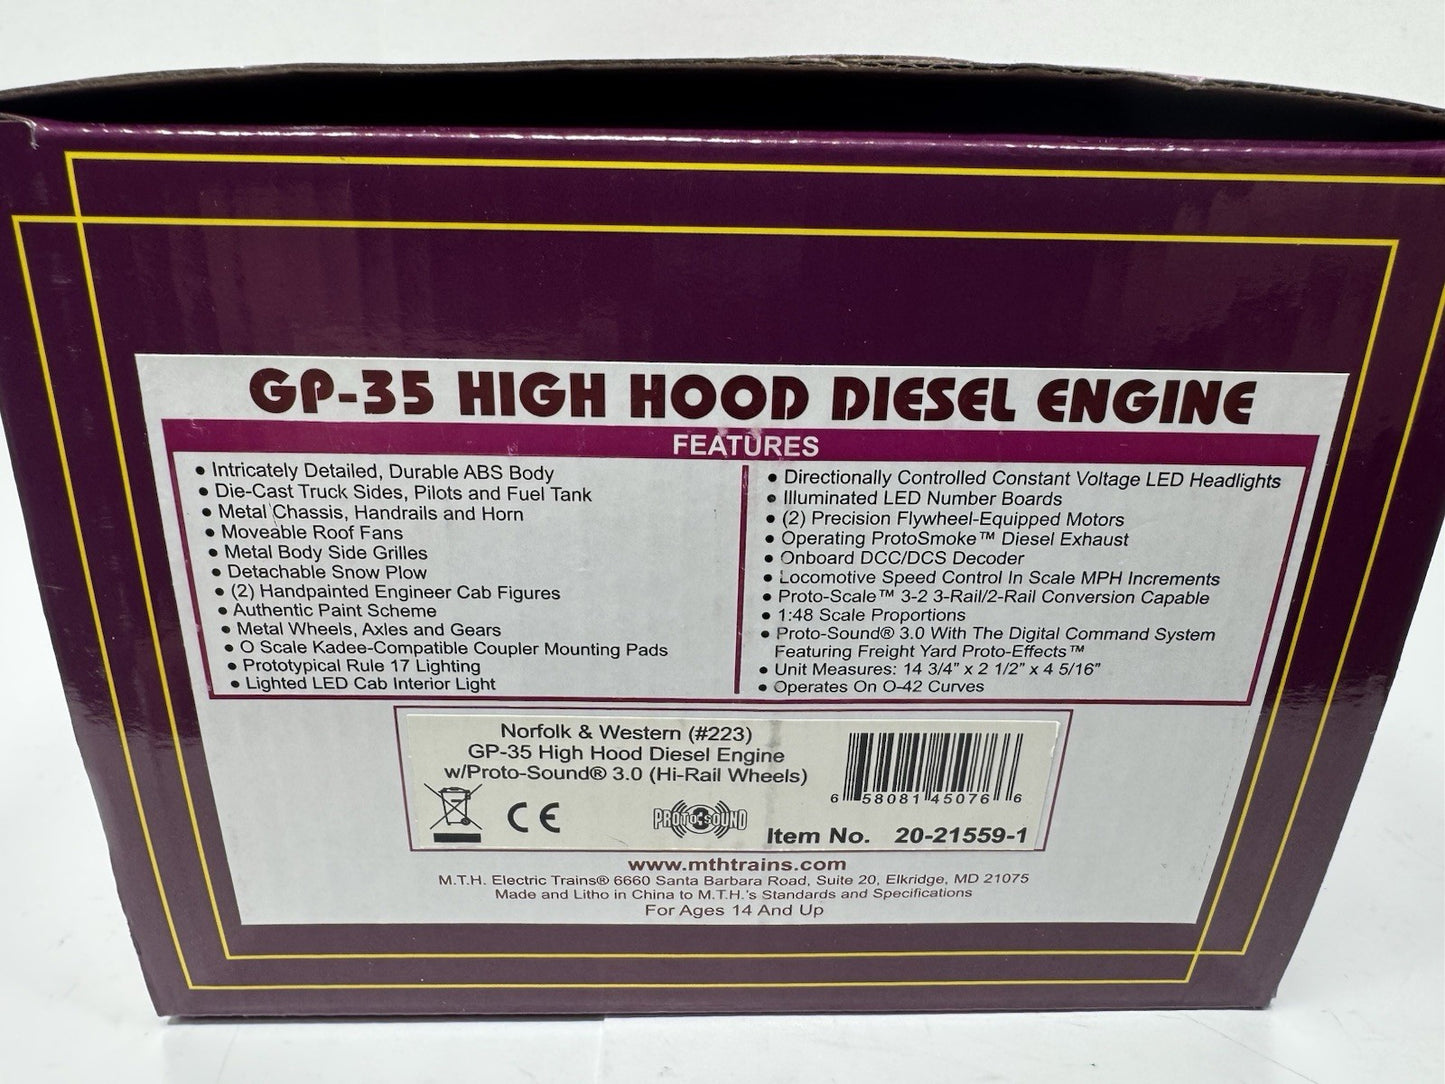 GP-35 HIGH HOOD DIESEL ENGINE
FEATURES
• Intricately Detailed, Durable ABS Body
• Die-Cast Truck Sides, Pilots and Fuel Tank
• Metal Chassis, Handrails and Horn
• Moveable Roof Fans
• Metal Body Side Grilles
• Detachable Snow Plow
• (2) Handpainted Engineer Cab Figures
• Authentic Paint Scheme
• Metal Wheels, Axles and Gears
• O Scale Kadee-Compatible Coupler Mounting Pads
• Prototypical Rule 17 Lighting
• Lighted LED Cab Interior Light
• Directionally Controlled Constant Voltage LED Headlights
• Illuminated LED Number Boards
• (2) Precision Flywheel-Equipped Motors
• Operating ProtoSmoke™ Diesel Exhaust
• Onboard DCC/DCS Decoder
• Locomotive Speed Control In Scale MPH Increments
• Proto-Scale™ 3-2 3-Rail/2-Rail Conversion Capable
• 1:48 Scale Proportions
• Proto-Sound® 3.0 With The Digital Command System
Featuring Freight Yard Proto-Effects™
• Unit Measures: 14 3/4" x 2 1/2" x 4 5/16"
• Operates On O-42 Curves
Norfolk & Western (#223)
GP-35 High Hood Diesel Engine
w/Proto-Sound® 3.0 (Hi-Rail Wheels)
6 58081 45076 6
CE
PROTO 3 SOUND
Item No. 20-21559-1
www.mthtrains.com
M.T.H. Electric Trains® 6660 Santa Barbara Road, Suite 20, Elkridge, MD 21075
Made and Litho in China to M.T.H.'s Standards and Specifications
For Ages 14 And Up